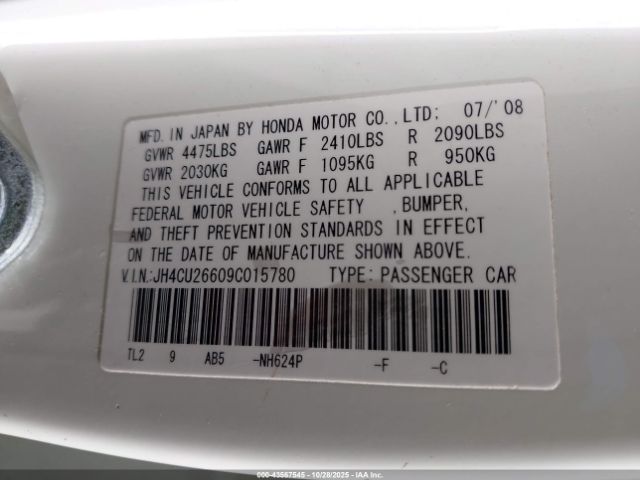 MFD. IN JAPAN BY HONDA MOTOR CO.,LTD; 07/'08
GVWR 4475LBS GAWR F 2410LBS R 2090LBS
GVWR 2030KG GAWR F 1095KG R 950KG
THIS VEHICLE CONFORMS TO ALL APPLICABLE
FEDERAL MOTOR VEHICLE SAFETY ,BUMPER,
AND THEFT PREVENTION STANDARDS IN EFFECT
ON THE DATE OF MANUFACTURE SHOWN ABOVE.
V.I.N.:JH4CU26609C015780 TYPE: PASSENGER CAR
TL2 9 AB5 -NH624P -F -C
000-43567545 - 10/28/2025 - IAA Inc.